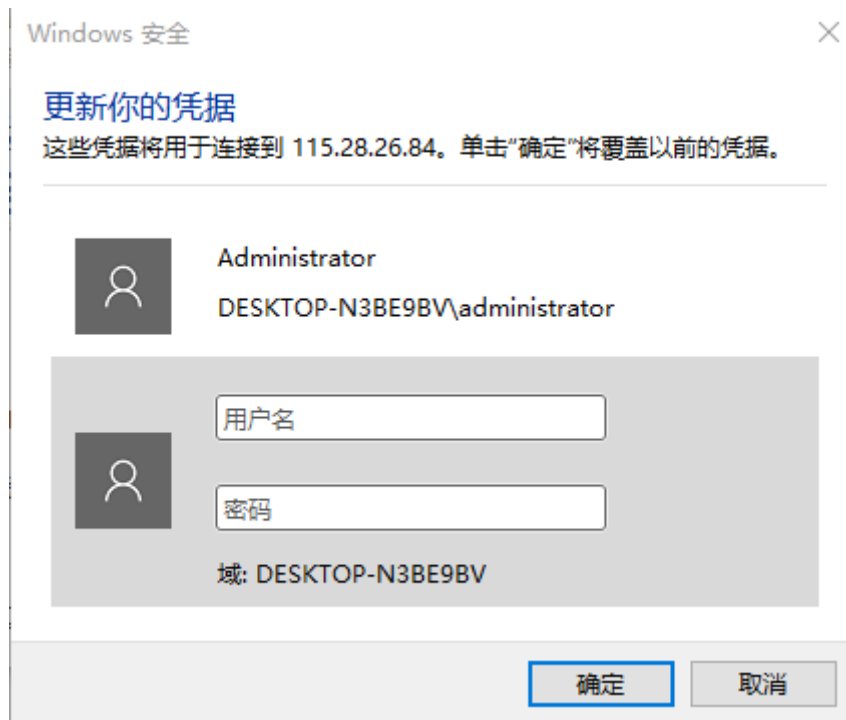 Windows 安全
更新你的凭据
这些凭据将用于连接到 115.28.26.84。单击“确定”将覆盖以前的凭据。
Administrator
DESKTOP-N3BE9BV\administrator
用户名
密码
域: DESKTOP-N3BE9BV
确定
取消